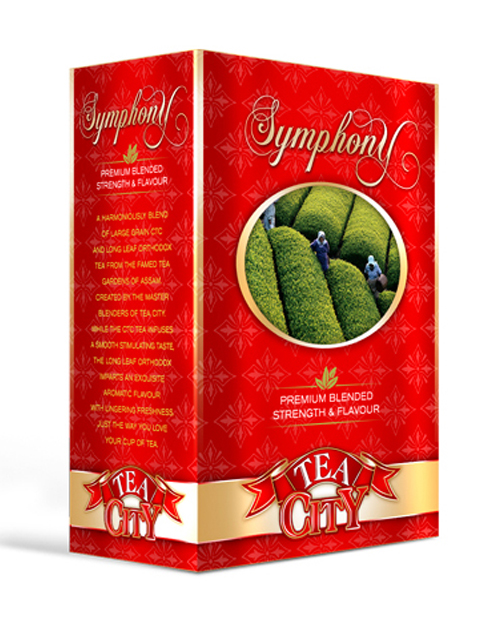 Symphony
PREMIUM BLENDED
STRENGTH & FLAVOUR
A HARMONIOUSLY BLEND
OF LARGE GRAIN CTC
AND LONG LEAF ORTHODOX
TEA FROM THE FAMED TEA
GARDENS OF ASSAM
CREATED BY THE MASTER
BLENDERS OF TEA CITY.
WHILE THE CTC TEA INFUSES
A SMOOTH STIMULATING TASTE,
THE LONG LEAF ORTHODOX
IMPARTS AN EXQUISITE
AROMATIC FLAVOUR
WITH LINGERING FRESHNESS
JUST THE WAY YOU LOVE
YOUR CUP OF TEA.
TEA
CITY
Symphony
PREMIUM BLENDED
STRENGTH & FLAVOUR
TEA
CITY